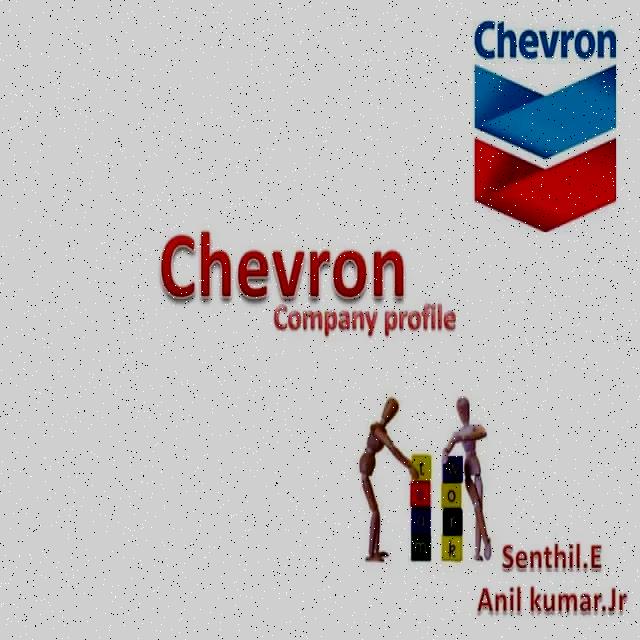 Chevron
Chevron
Company profile
t
o
k
Senthil.E
Anil kumar.Jr